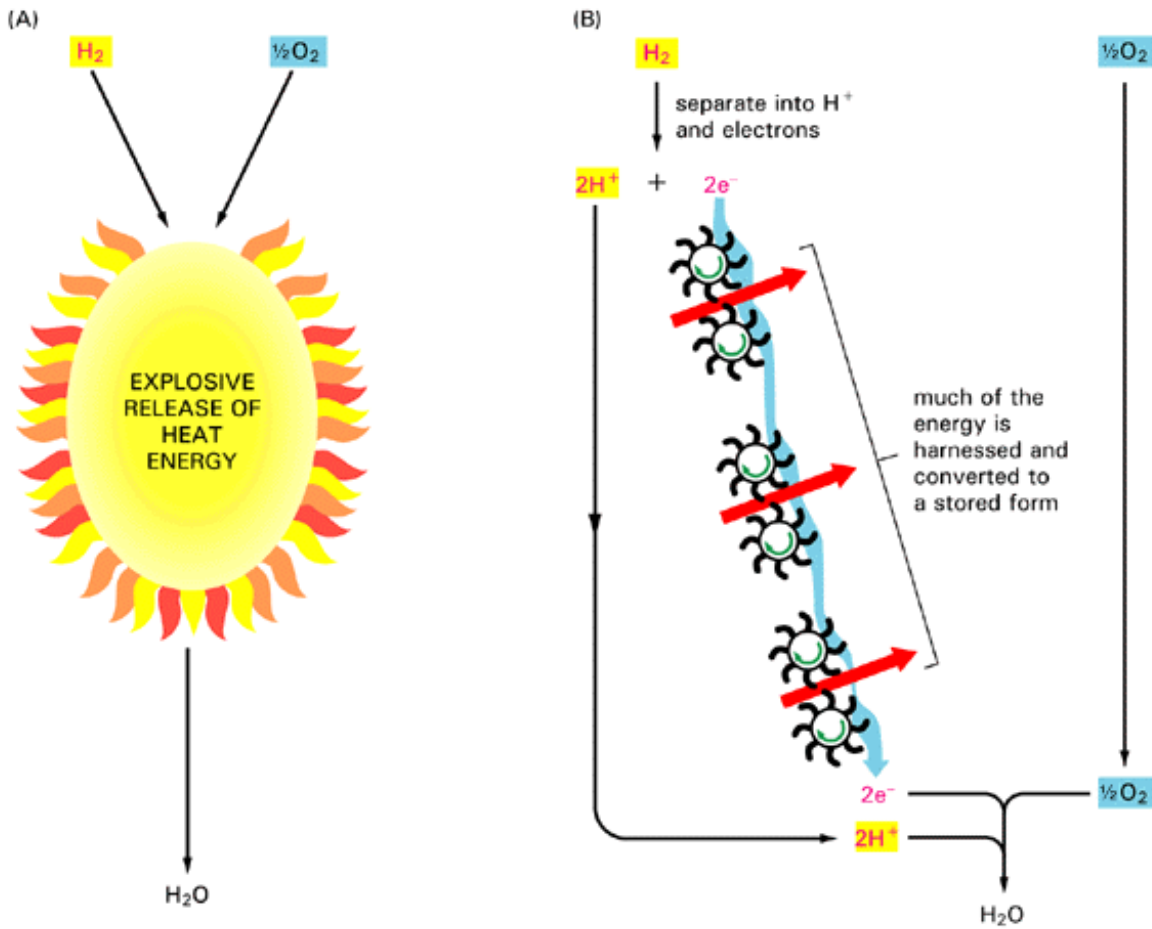 (A)
H₂
½O₂
EXPLOSIVE
RELEASE OF
HEAT
ENERGY
H₂O
(B)
H₂
½O₂
separate into H⁺
and electrons
2H⁺ + 2e⁻
much of the
energy is
harnessed and
converted to
a stored form
2e⁻
½O₂
2H⁺
H₂O